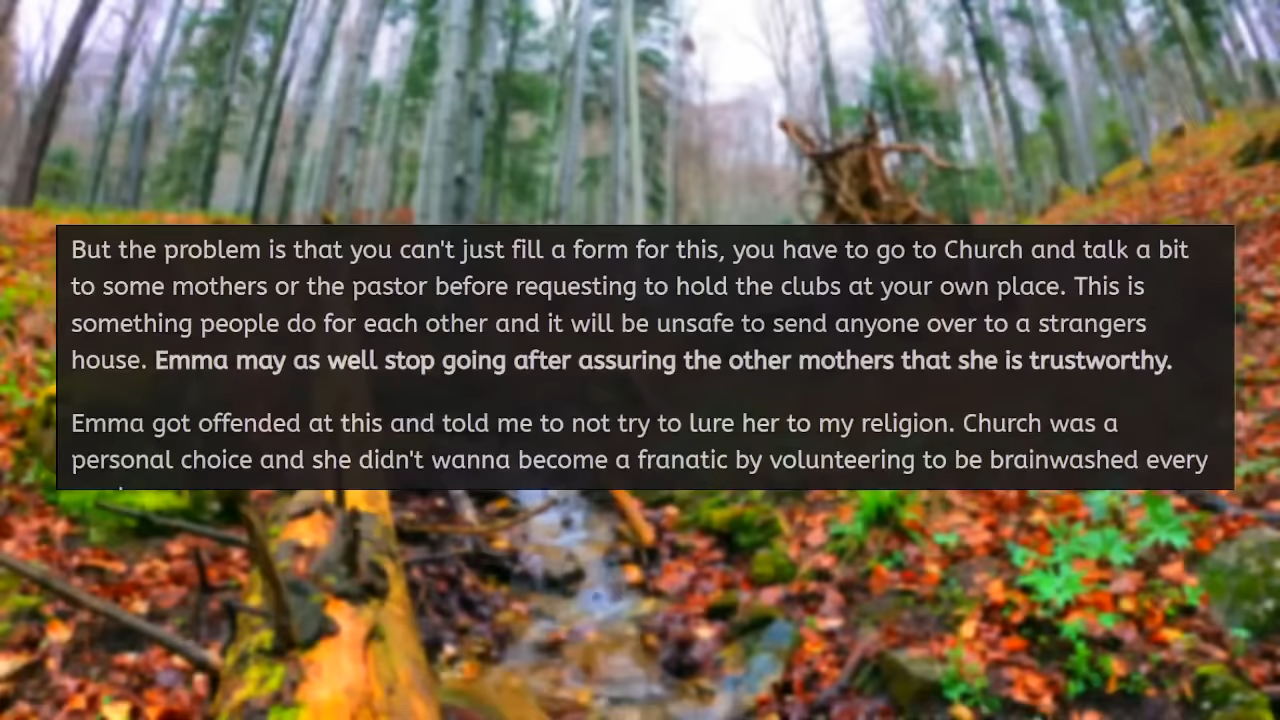 But the problem is that you can't just fill a form for this, you have to go to Church and talk a bit
to some mothers or the pastor before requesting to hold the clubs at your own place. This is
something people do for each other and it will be unsafe to send anyone over to a strangers
house. Emma may as well stop going after assuring the other mothers that she is trustworthy.
Emma got offended at this and told me to not try to lure her to my religion. Church was a
personal choice and she didn't wanna become a franatic by volunteering to be brainwashed every